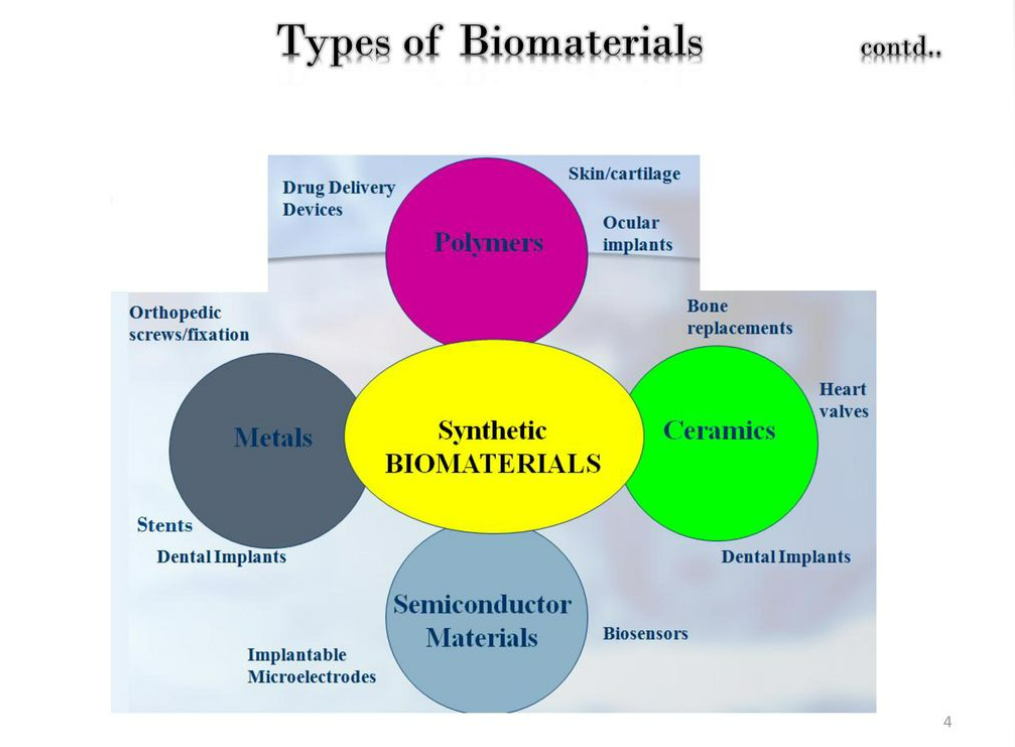 Types of Biomaterials
contd..
Drug Delivery
Devices
Polymers
Skin/cartilage
Ocular
implants
Orthopedic
screws/fixation
Metals
Stents
Dental Implants
Synthetic
BIOMATERIALS
Bone
replacements
Ceramics
Heart
valves
Dental Implants
Semiconductor
Materials
Implantable
Microelectrodes
Biosensors
4